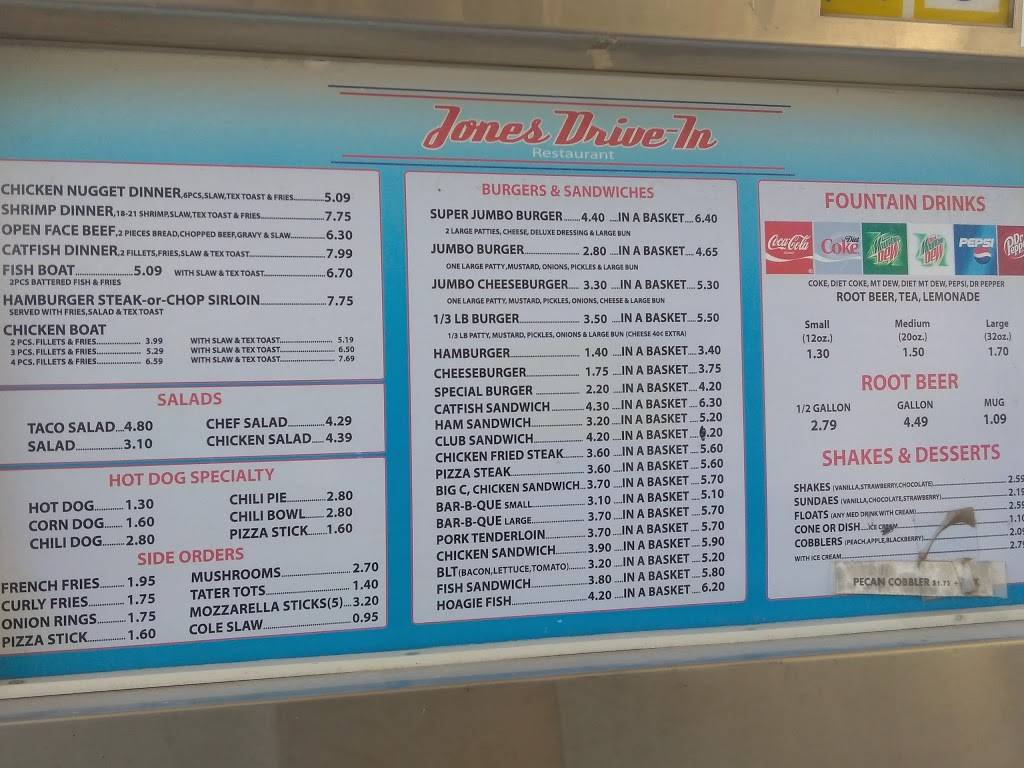 Jones Drive-In
Restaurant
CHICKEN NUGGET DINNER,6PCS,SLAW,TEX TOAST & FRIES......5.09
SHRIMP DINNER,18-21 SHRIMP,SLAW,TEX TOAST & FRIES......7.75
OPEN FACE BEEF,2 PIECES BREAD,CHOPPED BEEF,GRAVY & SLAW......6.30
CATFISH DINNER,2 FILLETS,FRIES,SLAW & TEX TOAST......7.99
FISH BOAT......5.09 WITH SLAW & TEX TOAST......6.70
2PCS BATTERED FISH & FRIES
HAMBURGER STEAK-or-CHOP SIRLOIN......7.75
SERVED WITH FRIES,SALAD & TEX TOAST
CHICKEN BOAT
2 PCS. FILLETS & FRIES......3.99 WITH SLAW & TEX TOAST......5.19
3 PCS. FILLETS & FRIES......5.29 WITH SLAW & TEX TOAST......6.50
4 PCS. FILLETS & FRIES......6.59 WITH SLAW & TEX TOAST......7.69
SALADS
TACO SALAD...4.80 CHEF SALAD......4.29
SALAD......3.10 CHICKEN SALAD....4.39
HOT DOG SPECIALTY
HOT DOG......1.30 CHILI PIE......2.80
CORN DOG....1.60 CHILI BOWL.....2.80
CHILI DOG....2.80 PIZZA STICK....1.60
SIDE ORDERS
FRENCH FRIES......1.95 MUSHROOMS......2.70
CURLY FRIES......1.75 TATER TOTS......1.40
ONION RINGS......1.75 MOZZARELLA STICKS(5)...3.20
PIZZA STICK......1.60 COLE SLAW......0.95
BURGERS & SANDWICHES
SUPER JUMBO BURGER ......4.40 ....IN A BASKET....6.40
2 LARGE PATTIES, CHEESE, DELUXE DRESSING & LARGE BUN
JUMBO BURGER......2.80 ...IN A BASKET....4.65
ONE LARGE PATTY,MUSTARD, ONIONS, PICKLES & LARGE BUN
JUMBO CHEESEBURGER.... 3.30 ....IN A BASKET....5.30
ONE LARGE PATTY, MUSTARD, PICKLES, ONIONS, CHEESE & LARGE BUN
1/3 LB BURGER......3.50 ....IN A BASKET....5.50
1/3 LB PATTY, MUSTARD, PICKLES, ONIONS & LARGE BUN (CHEESE 40¢ EXTRA)
HAMBURGER......1.40 ....IN A BASKET....3.40
CHEESEBURGER......1.75 ....IN A BASKET....3.75
SPECIAL BURGER......2.20 ....IN A BASKET....4.20
CATFISH SANDWICH......4.30 ....IN A BASKET....6.30
HAM SANDWICH......3.20 ....IN A BASKET....5.20
CLUB SANDWICH......4.20 ....IN A BASKET .20
CHICKEN FRIED STEAK....3.60 ....IN A BASKET....5.60
PIZZA STEAK......3.60 ....IN A BASKET....5.60
BIG C, CHICKEN SANDWICH..3.70 ....IN A BASKET....5.70
BAR-B-QUE SMALL......3.10 ....IN A BASKET....5.10
BAR-B-QUE LARGE......3.70 ....IN A BASKET....5.70
PORK TENDERLOIN......3.70 ....IN A BASKET....5.70
CHICKEN SANDWICH......3.90 ....IN A BASKET....5.90
BLT(BACON,LETTUCE,TOMATO)......3.20 ....IN A BASKET....5.20
FISH SANDWICH......3.80 ....IN A BASKET....5.80
HOAGIE FISH......4.20 ....IN A BASKET....6.20
FOUNTAIN DRINKS
Coca-Cola Diet Coke Mountain Dew Diet Mountain Dew PEPSI Dr Pepper
COKE, DIET COKE, MT DEW, DIET MT DEW, PEPSI, DR PEPPER
ROOT BEER, TEA, LEMONADE
Small Medium Large
(12oz.) (20oz.) (32oz.)
1.30 1.50 1.70
ROOT BEER
1/2 GALLON GALLON MUG
2.79 4.49 1.09
SHAKES & DESSERTS
SHAKES (VANILLA,STRAWBERRY,CHOCOLATE)......2.59
SUNDAES (VANILLA,CHOCOLATE,STRAWBERRY)......2.19
FLOATS (ANY MED DRINK WITH CREAM)......2.59
CONE OR DISH....ICE CREAM......1.10
COBBLERS (PEACH,APPLE,BLACKBERRY)
WITH ICE CREAM
PECAN COBBLER $1.72 +